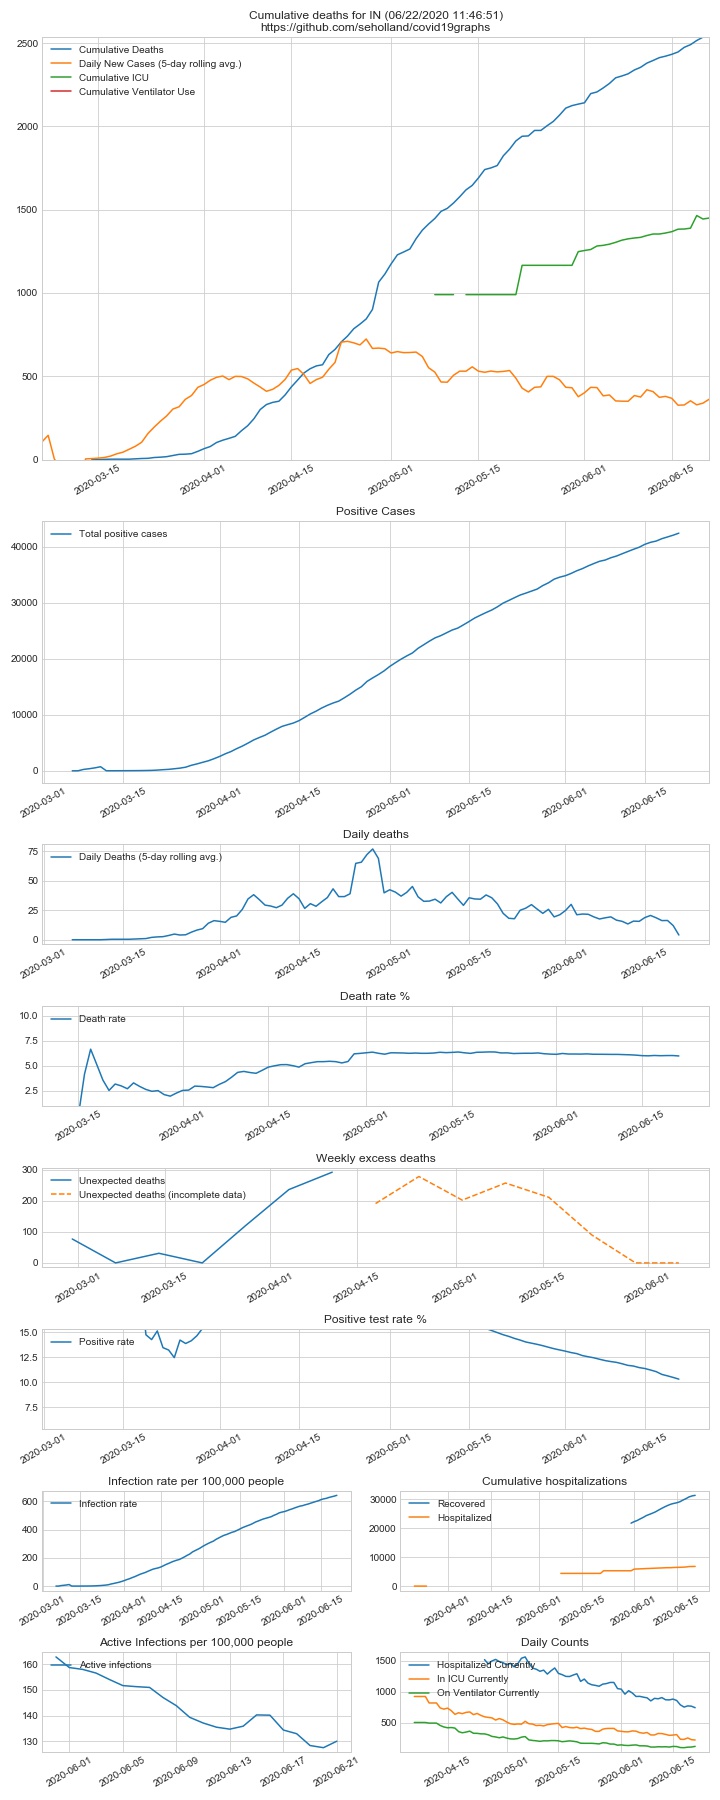 Cumulative deaths for IN (06/22/2020 11:46:51)
https://github.com/seholland/covid19graphs
Cumulative Deaths
Daily New Cases (5-day rolling avg.)
Cumulative ICU
Cumulative Ventilator Use
2500
2000
1500
1000
500
0
2020-03-15 2020-04-01 2020-04-15 2020-05-01 2020-05-15 2020-06-01 2020-06-15
Positive Cases
Total positive cases
40000
30000
20000
10000
0
2020-03-01 2020-03-15 2020-04-01 2020-04-15 2020-05-01 2020-05-15 2020-06-01 2020-06-15
Daily deaths
Daily Deaths (5-day rolling avg.)
75
50
25
0
2020-03-01 2020-03-15 2020-04-01 2020-04-15 2020-05-01 2020-05-15 2020-06-01 2020-06-15
Death rate %
Death rate
10.0
7.5
5.0
2.5
2020-03-15 2020-04-01 2020-04-15 2020-05-01 2020-05-15 2020-06-01 2020-06-15
Weekly excess deaths
Unexpected deaths
Unexpected deaths (incomplete data)
300
200
100
0
2020-03-01 2020-03-15 2020-04-01 2020-04-15 2020-05-01 2020-05-15 2020-06-01
Positive test rate %
Positive rate
15.0
12.5
10.0
7.5
2020-03-01 2020-03-15 2020-04-01 2020-04-15 2020-05-01 2020-05-15 2020-06-01 2020-06-15
Infection rate per 100,000 people
Infection rate
600
400
200
0
2020-03-01 2020-03-15 2020-04-01 2020-04-15 2020-05-01 2020-05-15 2020-06-01 2020-06-15
Cumulative hospitalizations
Recovered
Hospitalized
30000
20000
10000
0
2020-04-01 2020-04-15 2020-05-01 2020-05-15 2020-06-01 2020-06-15
Active Infections per 100,000 people
Active infections
160
150
140
130
2020-06-01 2020-06-05 2020-06-09 2020-06-13 2020-06-17 2020-06-21
Daily Counts
Hospitalized Currently
In ICU Currently
On Ventilator Currently
1500
1000
500
2020-04-15 2020-05-01 2020-05-15 2020-06-01 2020-06-15